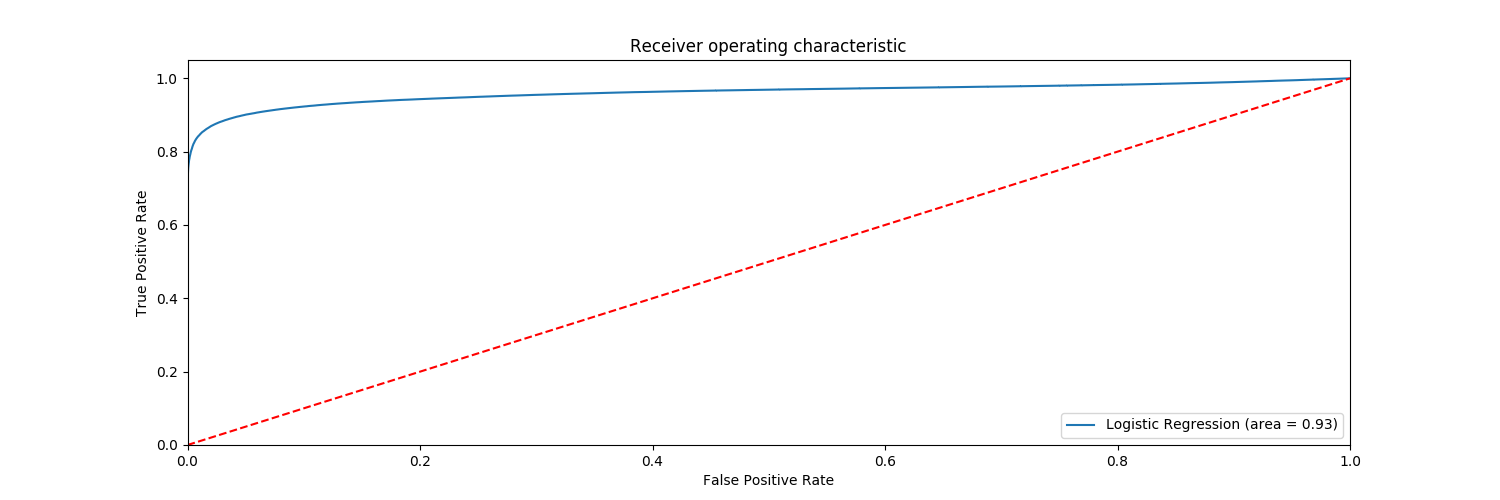 Receiver operating characteristic
1.0
0.8
0.6
0.4
0.2
0.0
True Positive Rate
Logistic Regression (area = 0.93)
0.0 0.2 0.4 0.6 0.8 1.0
False Positive Rate